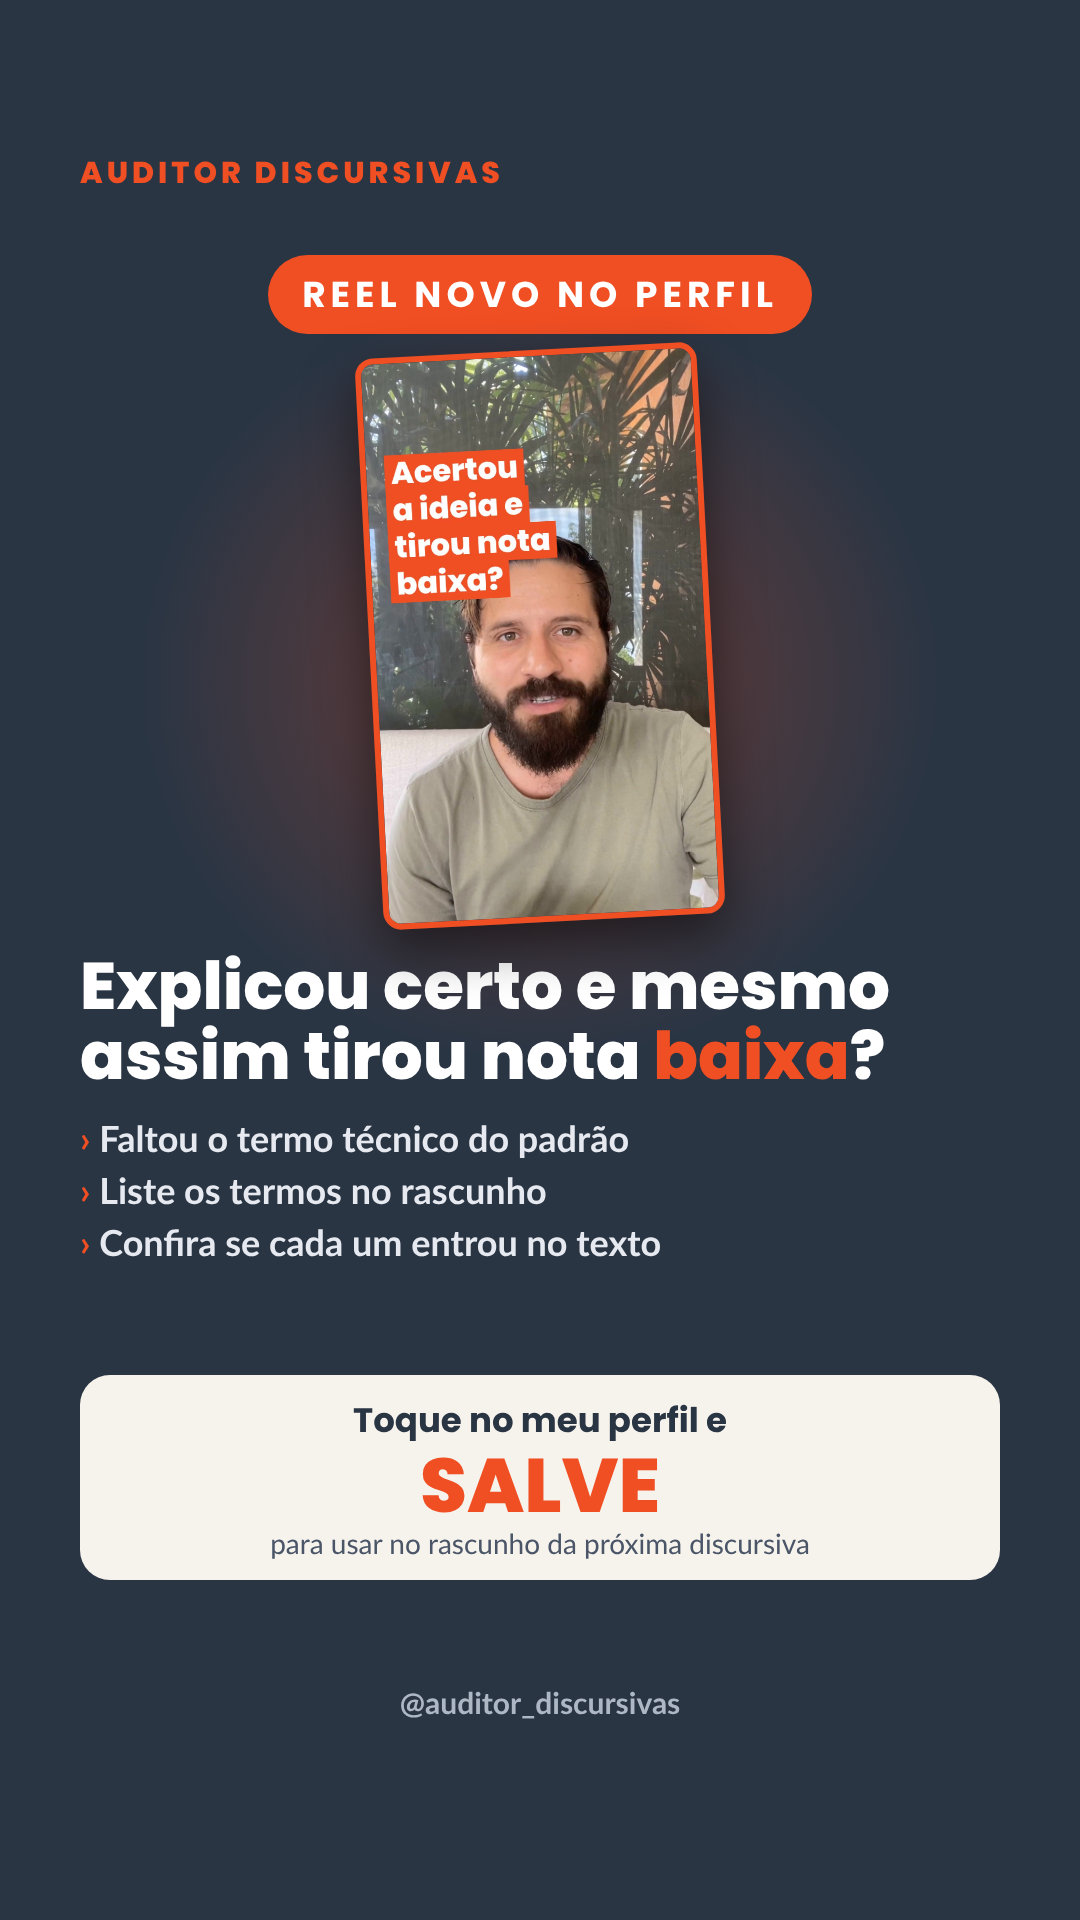 AUDITOR DISCURSIVAS
REEL NOVO NO PERFIL
Acertou
a ideia e
tirou nota
baixa?
Explicou certo e mesmo
assim tirou nota baixa?
› Faltou o termo técnico do padrão
› Liste os termos no rascunho
› Confira se cada um entrou no texto
Toque no meu perfil e
SALVE
para usar no rascunho da próxima discursiva
@auditor_discursivas